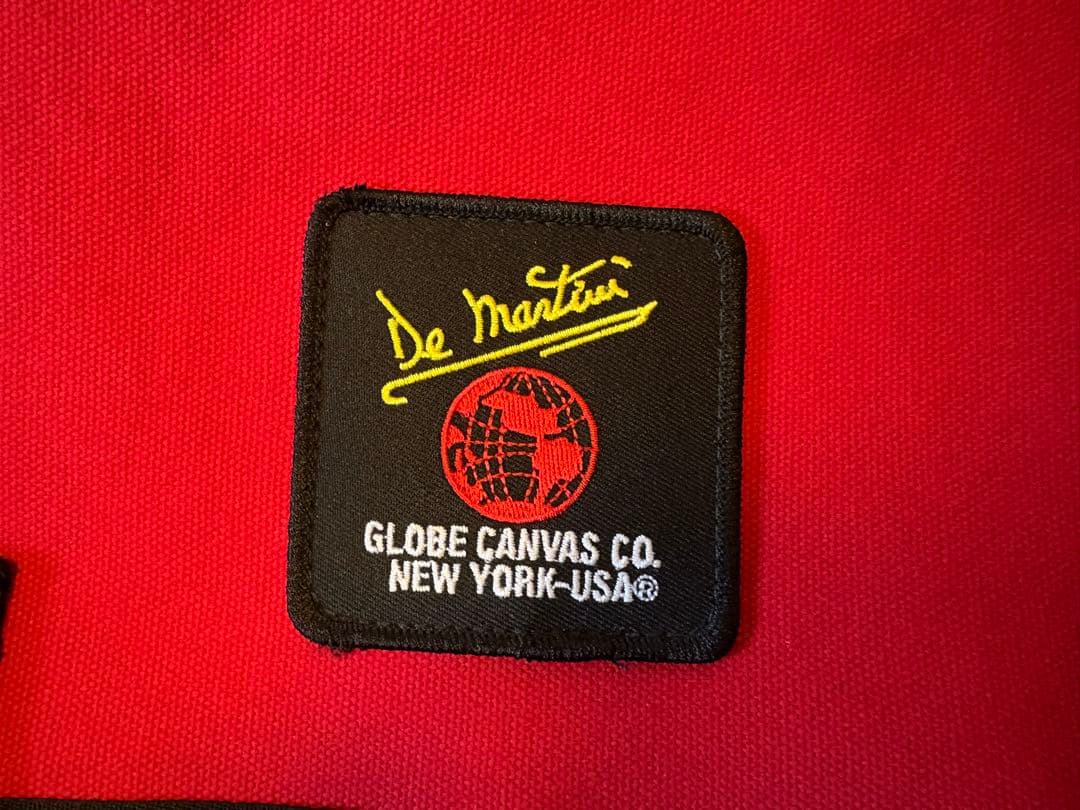 De Martini
GLOBE CANVAS CO.
NEW YORK-USA®